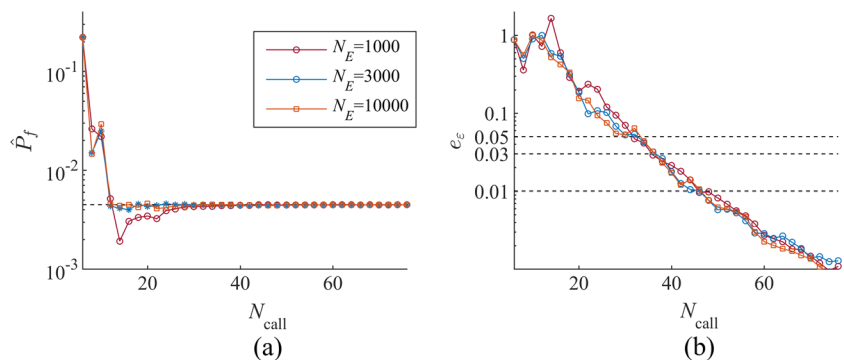 10⁻¹
10⁻²
10⁻³
P̂_f
20
40
60
N_call
(a)
N_E=1000
N_E=3000
N_E=10000
1
0.1
0.05
0.03
0.01
e_ε
20
40
60
N_call
(b)